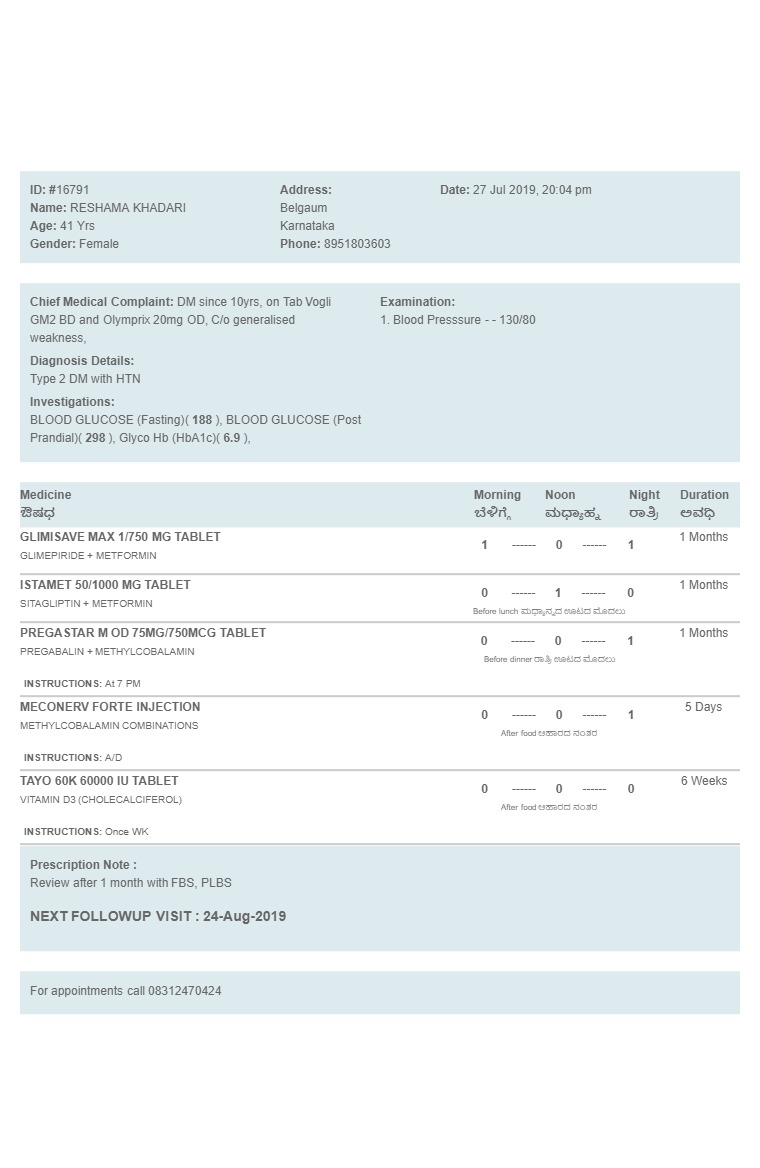 ID: #16791
Name: RESHAMA KHADARI
Age: 41 Yrs
Gender: Female
Address:
Belgaum
Karnataka
Phone: 8951803603
Date: 27 Jul 2019, 20:04 pm
Chief Medical Complaint: DM since 10yrs, on Tab Vogli
GM2 BD and Olymprix 20mg OD, C/o generalised
weakness,
Diagnosis Details:
Type 2 DM with HTN
Investigations:
BLOOD GLUCOSE (Fasting)( 188 ), BLOOD GLUCOSE (Post
Prandial)( 298 ), Glyco Hb (HbA1c)( 6.9 ),
Examination:
1. Blood Presssure - - 130/80
Medicine Morning Noon Night Duration
ಔಷಧ ಬೆಳಿಗ್ಗೆ ಮಧ್ಯಾಹ್ನ ರಾತ್ರಿ ಅವಧಿ
GLIMISAVE MAX 1/750 MG TABLET 1 ------ 0 ------ 1 1 Months
GLIMEPIRIDE + METFORMIN
ISTAMET 50/1000 MG TABLET 0 ------ 1 ------ 0 1 Months
SITAGLIPTIN + METFORMIN
Before lunch ಮಧ್ಯಾನ್ನದ ಊಟದ ಮೊದಲು
PREGASTAR M OD 75MG/750MCG TABLET 0 ------ 0 ------ 1 1 Months
PREGABALIN + METHYLCOBALAMIN
Before dinner ರಾತ್ರಿ ಊಟದ ಮೊದಲು
INSTRUCTIONS: At 7 PM
MECONERV FORTE INJECTION 0 ------ 0 ------ 1 5 Days
METHYLCOBALAMIN COMBINATIONS
After food ಆಹಾರದ ನಂತರ
INSTRUCTIONS: A/D
TAYO 60K 60000 IU TABLET 0 ------ 0 ------ 0 6 Weeks
VITAMIN D3 (CHOLECALCIFEROL)
After food ಆಹಾರದ ನಂತರ
INSTRUCTIONS: Once WK
Prescription Note :
Review after 1 month with FBS, PLBS
NEXT FOLLOWUP VISIT : 24-Aug-2019
For appointments call 08312470424